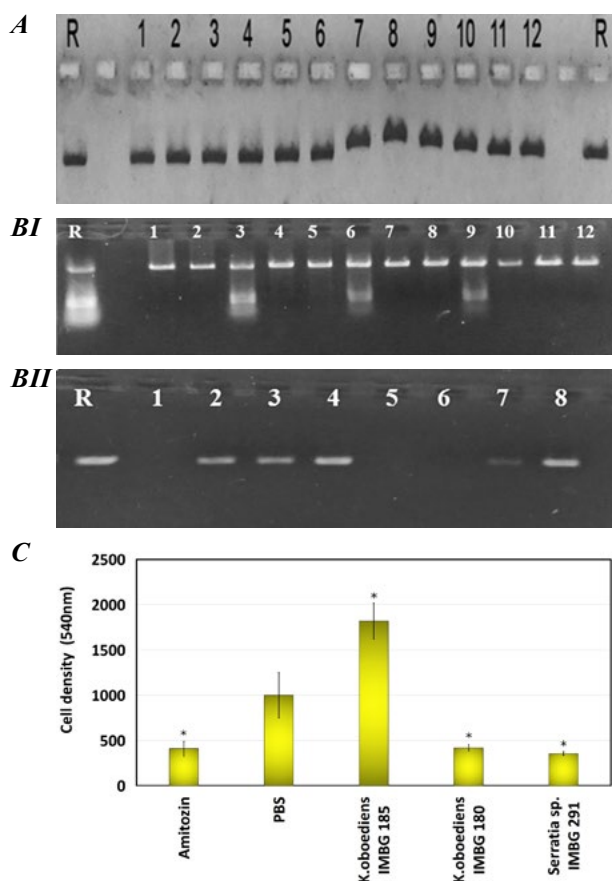 A
R 1 2 3 4 5 6 7 8 9 10 11 12 R
BI
R 1 2 3 4 5 6 7 8 9 10 11 12
BII
R 1 2 3 4 5 6 7 8
C
2500
2000
1500
1000
500
0
Cell density (540nm)
*
*
*
*
Amitozin
PBS
K.oboediens
IMBG 185
K.oboediens
IMBG 180
Serratia sp.
IMBG 291